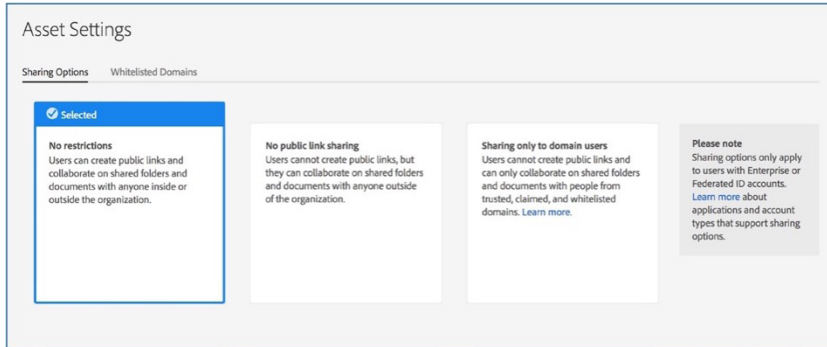 Asset Settings
Sharing Options Whitelisted Domains
Selected
No restrictions
Users can create public links and
collaborate on shared folders and
documents with anyone inside or
outside the organization.
No public link sharing
Users cannot create public links, but
they can collaborate on shared folders
and documents with anyone outside
of the organization.
Sharing only to domain users
Users cannot create public links and
can only collaborate on shared folders
and documents with people from
trusted, claimed, and whitelisted
domains. Learn more.
Please note
Sharing options only apply
to users with Enterprise or
Federated ID accounts.
Learn more about
applications and account
types that support sharing
options.